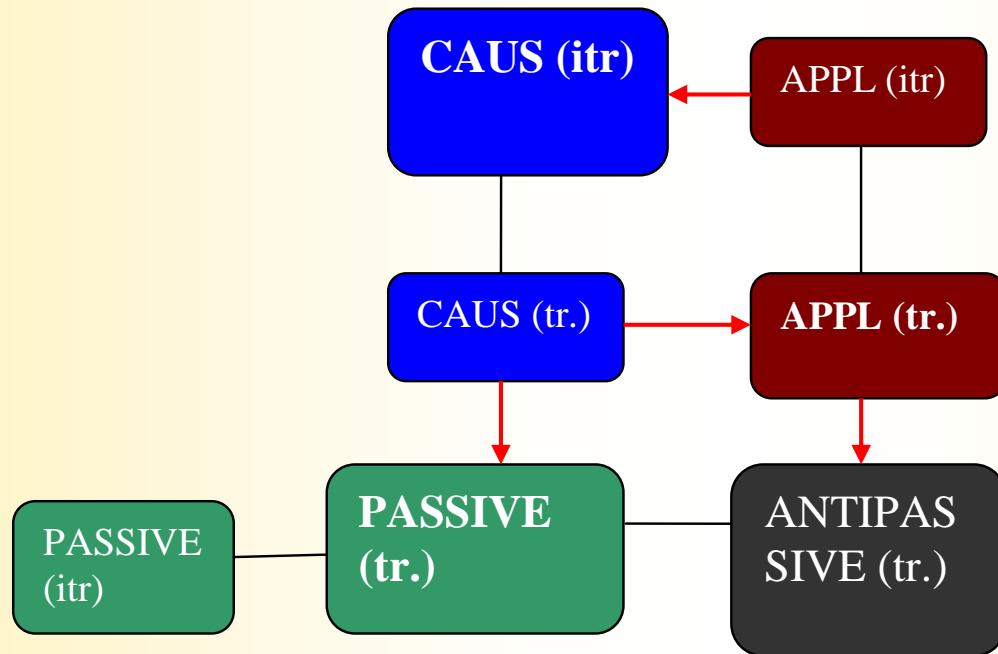 CAUS (itr)
APPL (itr)
CAUS (tr.)
APPL (tr.)
PASSIVE
(itr)
PASSIVE
(tr.)
ANTIPAS
SIVE (tr.)